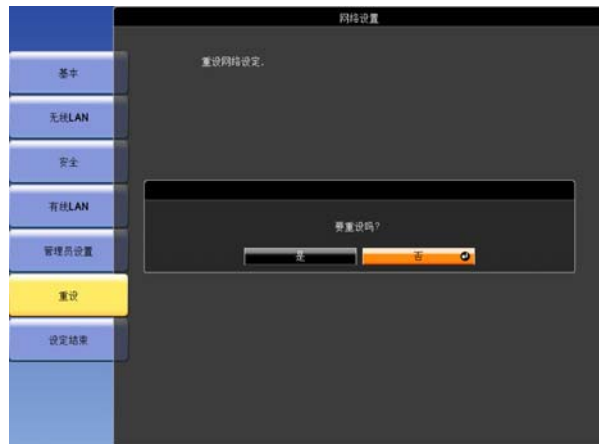 网络设置
基本
无线LAN
安全
有线LAN
管理员设置
重设
设定结束
重设网络设定.
要重设吗?
是
否